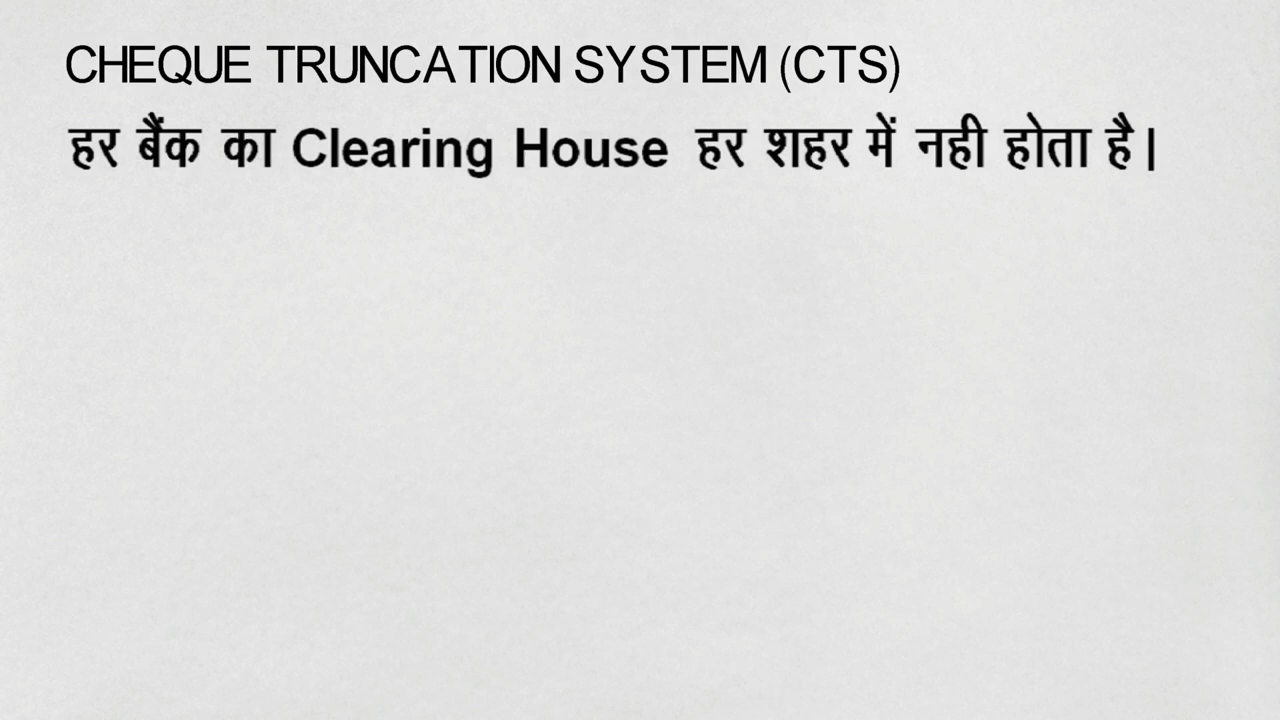 CHEQUE TRUNCATION SYSTEM (CTS)
हर बैंक का Clearing House हर शहर में नही होता है।